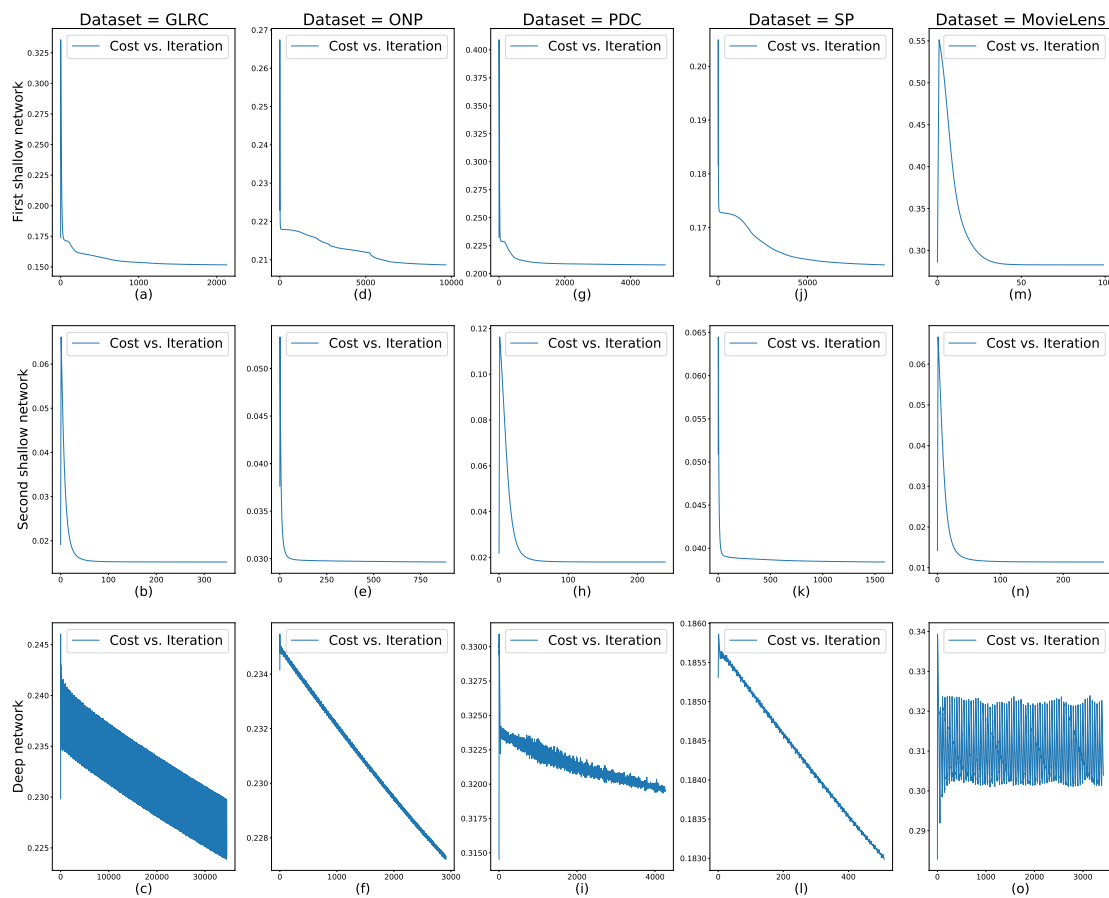 Dataset = GLRC Dataset = ONP Dataset = PDC Dataset = SP Dataset = MovieLens
First shallow network
Cost vs. Iteration Cost vs. Iteration Cost vs. Iteration Cost vs. Iteration Cost vs. Iteration
0.325 0.300 0.275 0.250 0.225 0.200 0.175 0.150
0 1000 2000
(a)
0.27 0.26 0.25 0.24 0.23 0.22 0.21
0 5000 10000
(d)
0.400 0.375 0.350 0.325 0.300 0.275 0.250 0.225 0.200
0 2000 4000
(g)
0.20 0.19 0.18 0.17
0 5000
(j)
0.55 0.50 0.45 0.40 0.35 0.30
0 50 100
(m)
Second shallow network
Cost vs. Iteration Cost vs. Iteration Cost vs. Iteration Cost vs. Iteration Cost vs. Iteration
0.06 0.05 0.04 0.03 0.02
0 100 200 300
(b)
0.050 0.045 0.040 0.035 0.030
0 250 500 750
(e)
0.12 0.10 0.08 0.06 0.04 0.02
0 100 200
(h)
0.065 0.060 0.055 0.050 0.045 0.040
0 500 1000 1500
(k)
0.07 0.06 0.05 0.04 0.03 0.02 0.01
0 100 200
(n)
Deep network
Cost vs. Iteration Cost vs. Iteration Cost vs. Iteration Cost vs. Iteration Cost vs. Iteration
0.245 0.240 0.235 0.230 0.225
0 10000 20000 30000
(c)
0.234 0.232 0.230 0.228
0 1000 2000 3000
(f)
0.3300 0.3275 0.3250 0.3225 0.3200 0.3175 0.3150
0 2000 4000
(i)
0.1860 0.1855 0.1850 0.1845 0.1840 0.1835 0.1830
0 200 400
(l)
0.34 0.33 0.32 0.31 0.30 0.29
0 1000 2000 3000
(o)